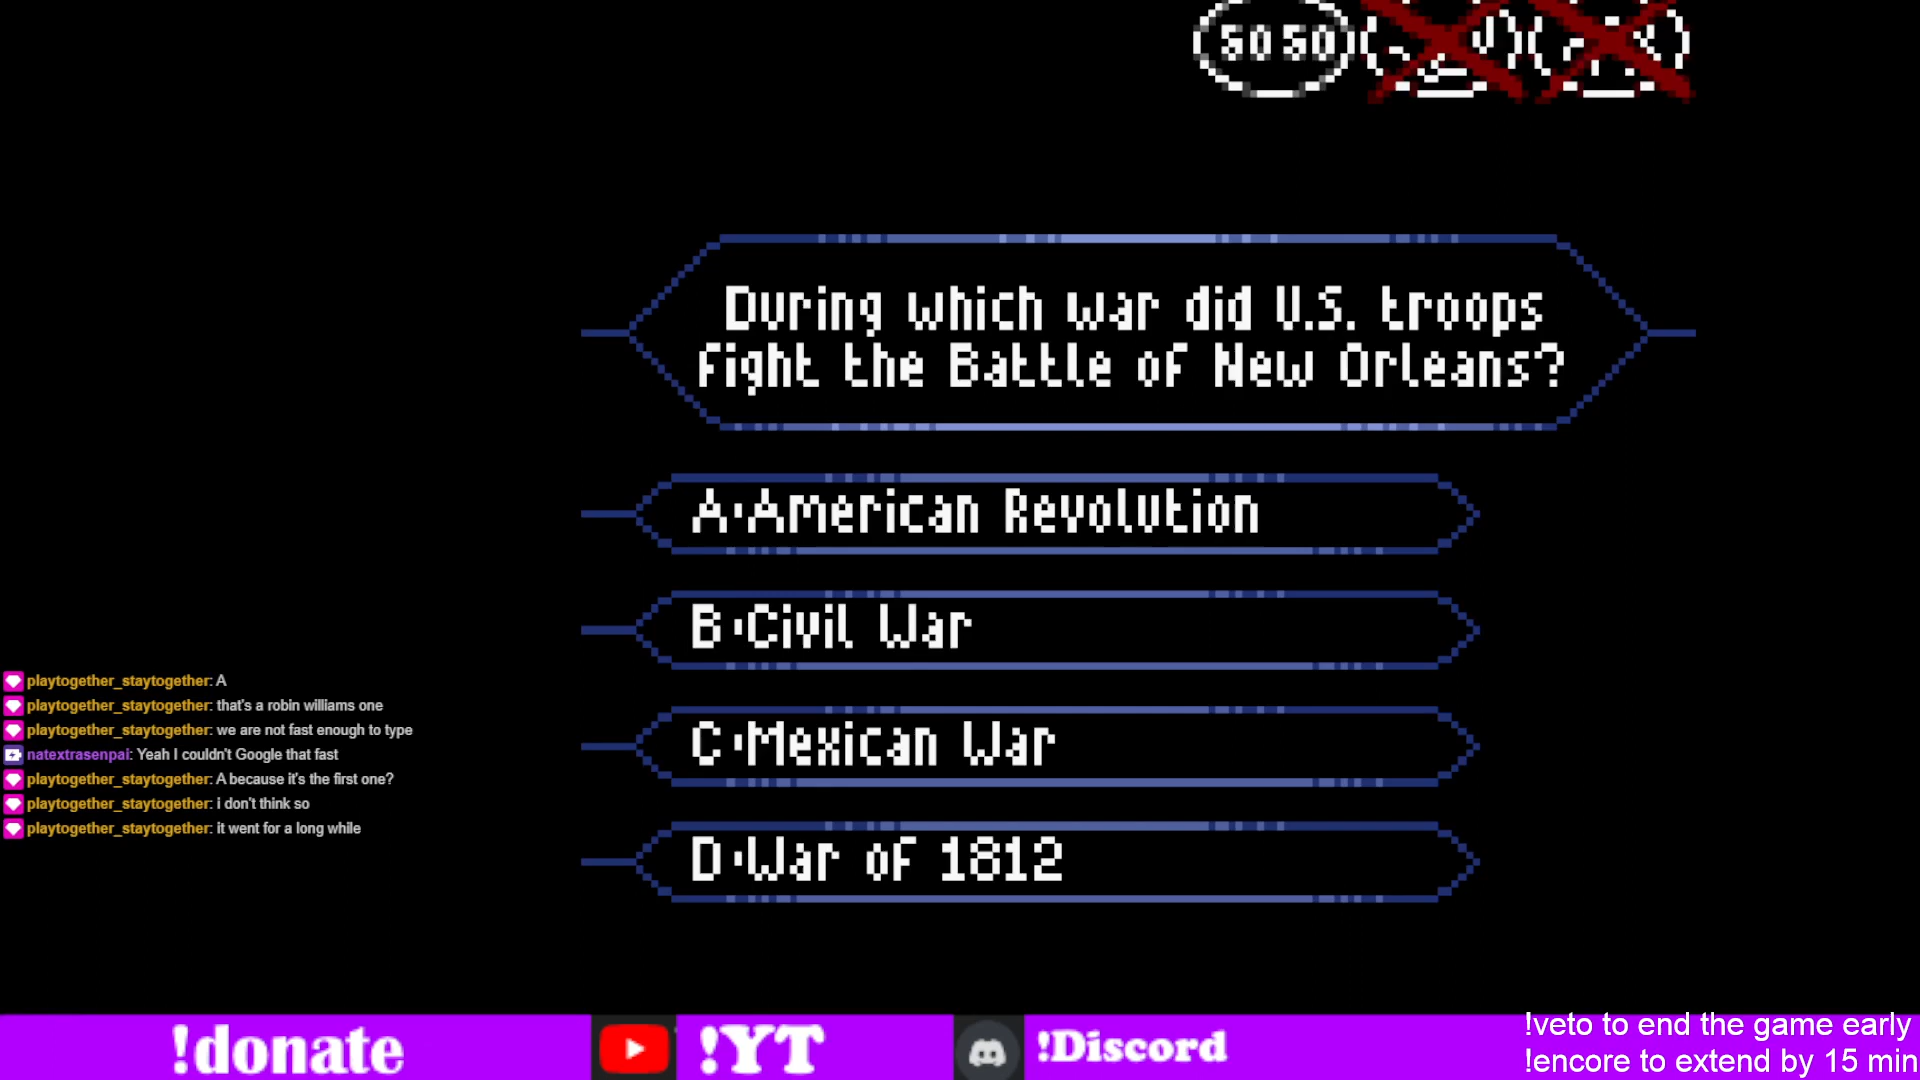 50 50
During which war did U.S. troops
fight the Battle of New Orleans?
A·American Revolution
B·Civil War
C·Mexican War
D·War of 1812
playtogether_staytogether: A
playtogether_staytogether: that's a robin williams one
playtogether_staytogether: we are not fast enough to type
natextrasenpai: Yeah I couldn't Google that fast
playtogether_staytogether: A because it's the first one?
playtogether_staytogether: i don't think so
playtogether_staytogether: it went for a long while
!donate
!YT
!Discord
!veto to end the game early
!encore to extend by 15 min